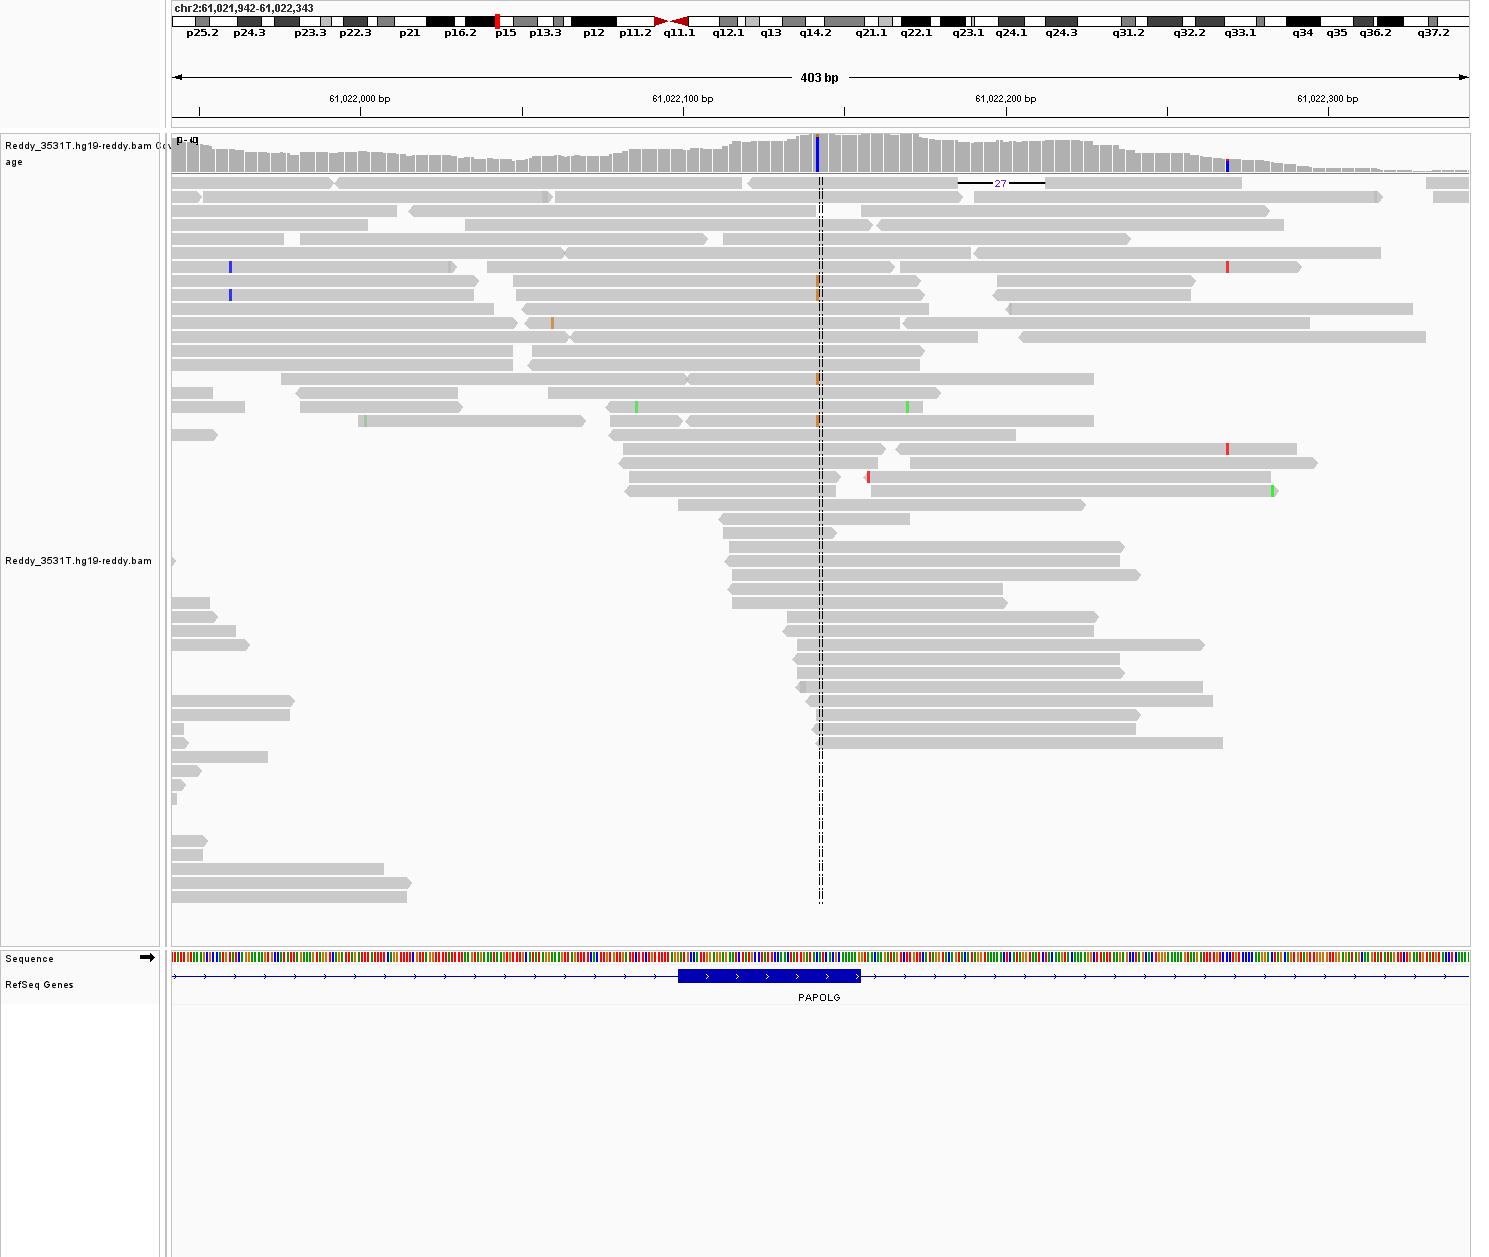 chr2:61,021,942-61,022,343
p25.2 p24.3 p23.3 p22.3 p21 p16.2 p15 p13.3 p12 p11.2 q11.1 q12.1 q13 q14.2 q21.1 q22.1 q23.1 q24.1 q24.3 q31.2 q32.2 q33.1 q34 q35 q36.2 q37.2
403 bp
61,022,000 bp 61,022,100 bp 61,022,200 bp 61,022,300 bp
Reddy_3531T.hg19-reddy.bam Cov
age
27
Reddy_3531T.hg19-reddy.bam
Sequence
RefSeq Genes
PAPOLG